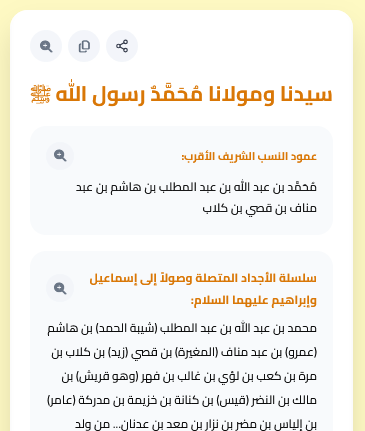 سيدنا ومولانا مُحَمَّدٌ رسول الله ﷺ
عمود النسب الشريف الأقرب:
مُحَمَّد بن عبد الله بن عبد المطلب بن هاشم بن عبد
مناف بن قصي بن كلاب
سلسلة الأجداد المتصلة وصولاً إلى إسماعيل
وإبراهيم عليهما السلام:
محمد بن عبد الله بن عبد المطلب (شيبة الحمد) بن هاشم
(عمرو) بن عبد مناف (المغيرة) بن قصي (زيد) بن كلاب بن
مرة بن كعب بن لؤي بن غالب بن فهر (وهو قريش) بن
مالك بن النضر (قيس) بن كنانة بن خزيمة بن مدركة (عامر)
بن إلياس بن مضر بن نزار بن معد بن عدنان... من ولد